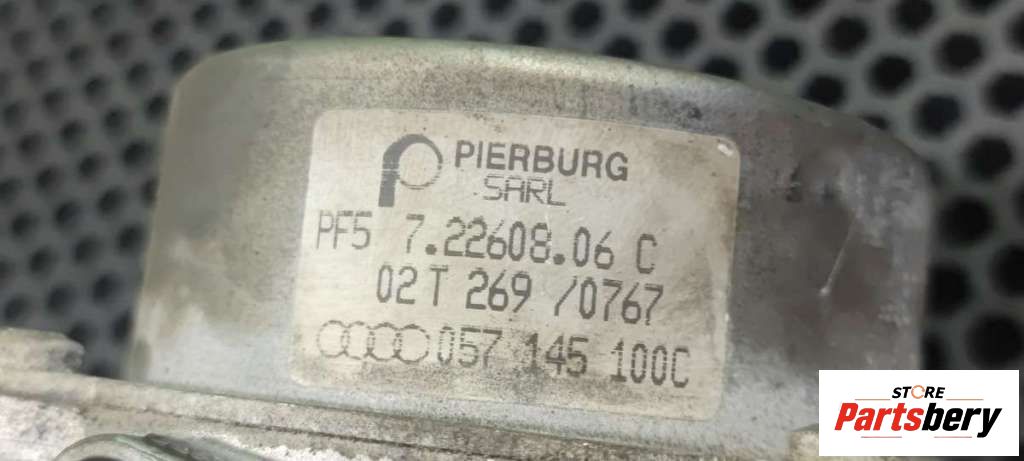 PIERBURG
SARL
PF5 7.22608.06 C
02T 269 /0767
057 145 100C
STORE
Partsbery